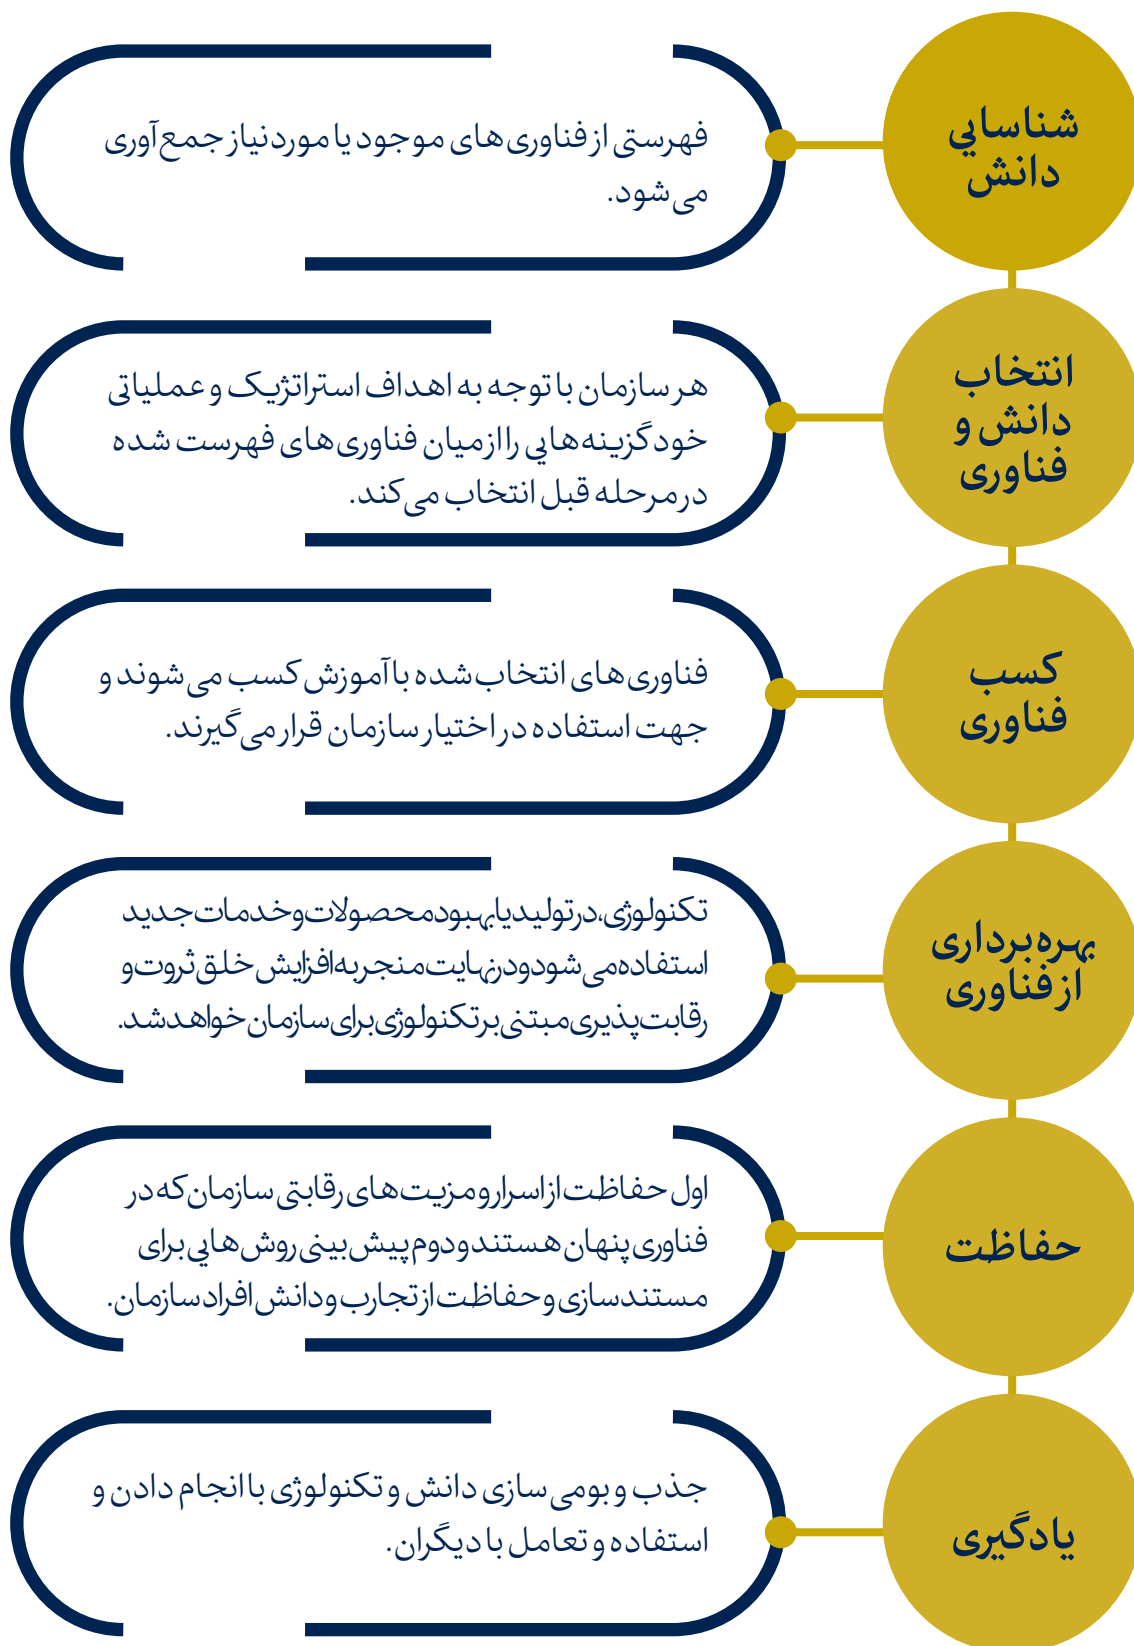 شناسایی
دانش
فهرستی از فناوری‌های موجود یا موردنیاز جمع‌آوری
می‌شود.
انتخاب
دانش و
فناوری
هر سازمان با توجه به اهداف استراتژیک و عملیاتی
خود گزینه‌هایی را از میان فناوری‌های فهرست شده
در مرحله قبل انتخاب می‌کند.
کسب
فناوری
فناوری‌های انتخاب‌شده با آموزش کسب می‌شوند و
جهت استفاده در اختیار سازمان قرار می‌گیرند.
بهره‌برداری
از فناوری
تکنولوژی، در تولید یا بهبود محصولات و خدمات جدید
استفاده می‌شود و در نهایت منجر به افزایش خلق ثروت و
رقابت‌پذیری مبتنی بر تکنولوژی برای سازمان خواهد شد.
حفاظت
اول حفاظت از اسرار و مزیت‌های رقابتی سازمان که در
فناوری پنهان هستند و دوم پیش‌بینی روش‌هایی برای
مستندسازی و حفاظت از تجارب و دانش افراد سازمان.
یادگیری
جذب و بومی سازی دانش و تکنولوژی با انجام دادن و
استفاده و تعامل با دیگران.